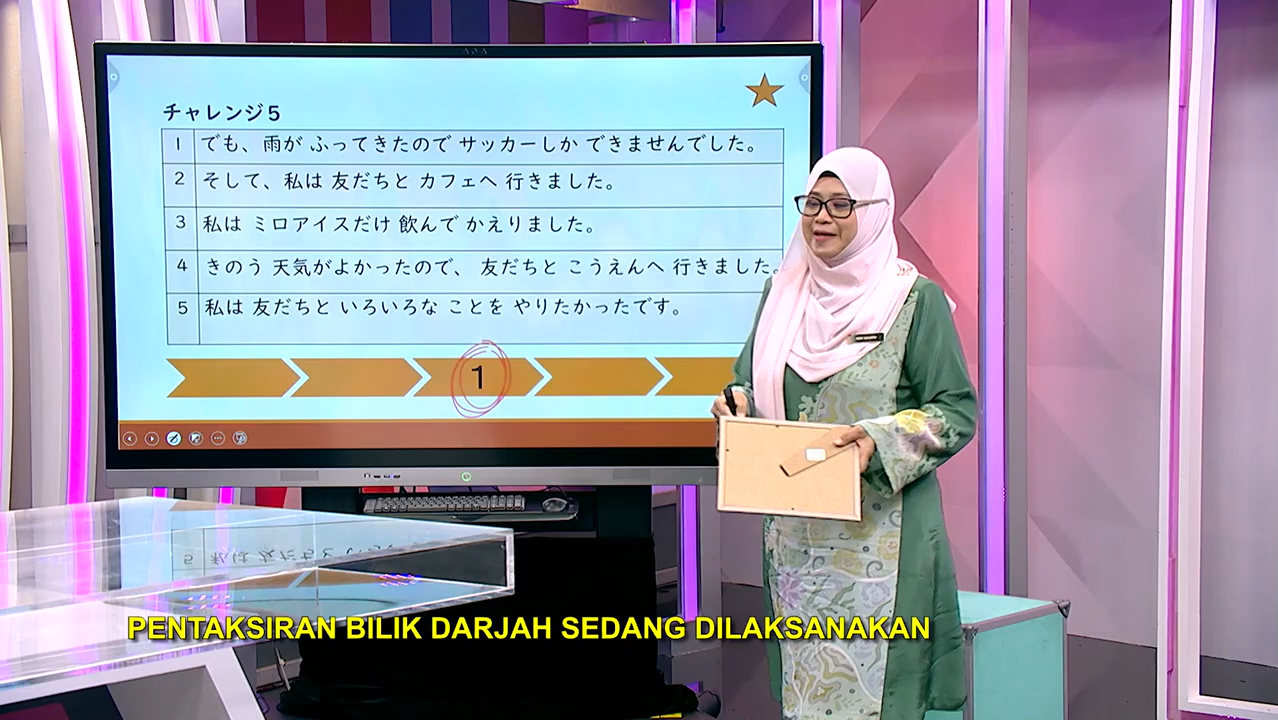 チャレンジ5
1 でも、雨が ふってきたので サッカーしか できませんでした。
2 そして、私は 友だちと カフェへ 行きました。
3 私は ミロアイスだけ 飲んで かえりました。
4 きのう 天気がよかったので、 友だちと こうえんへ 行きました。
5 私は 友だちと いろいろな ことを やりたかったです。
1
PENTAKSIRAN BILIK DARJAH SEDANG DILAKSANAKAN